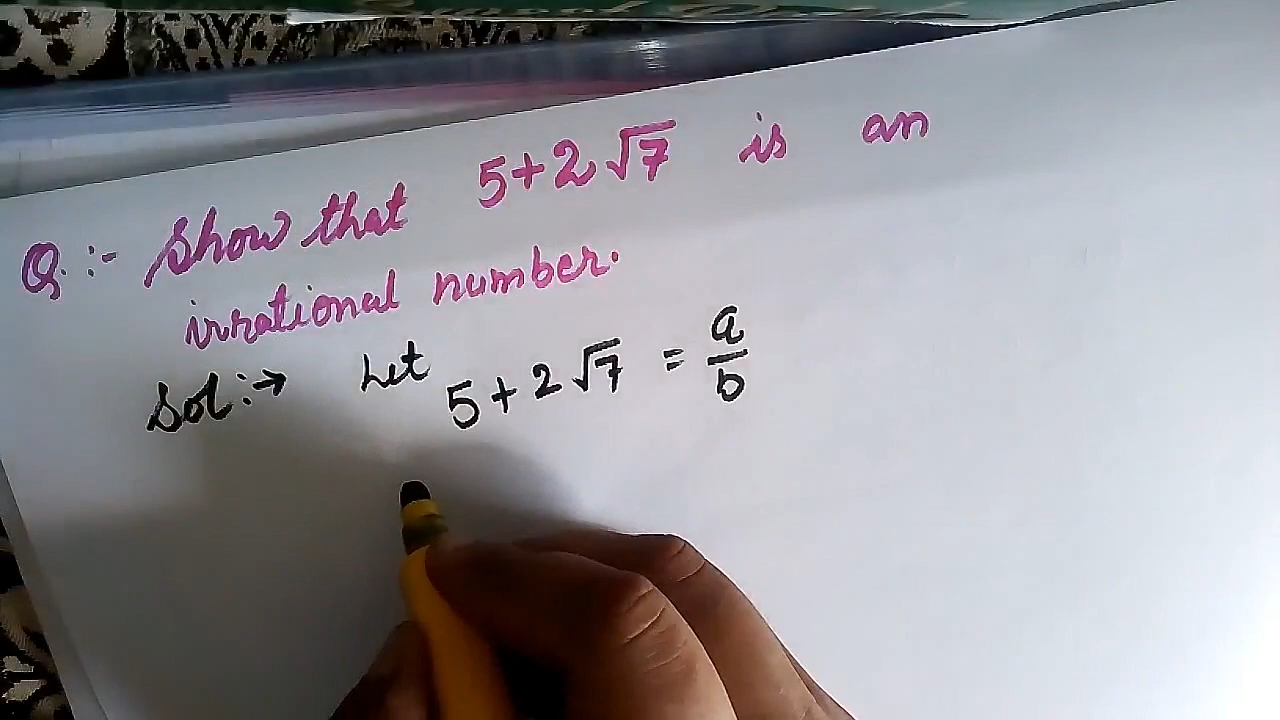 Q.:- Show that 5+2√7 is an
irrational number.
Sol:→ Let 5+2√7 = a/b